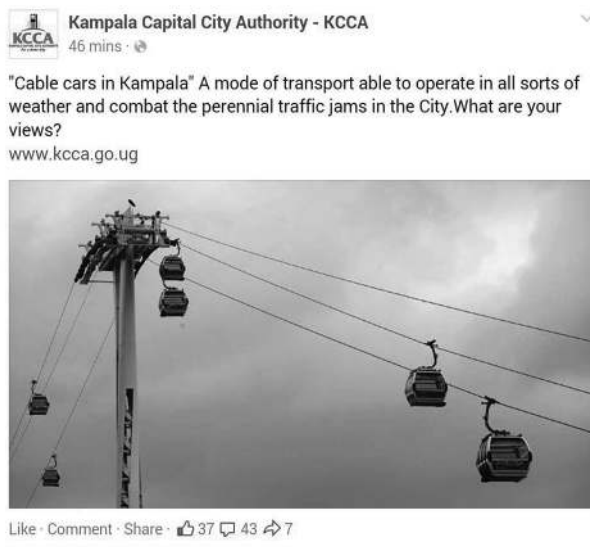 Kampala Capital City Authority - KCCA
KCCA
46 mins ·
"Cable cars in Kampala" A mode of transport able to operate in all sorts of
weather and combat the perennial traffic jams in the City.What are your
views?
www.kcca.go.ug
Like · Comment · Share · 37 43 7